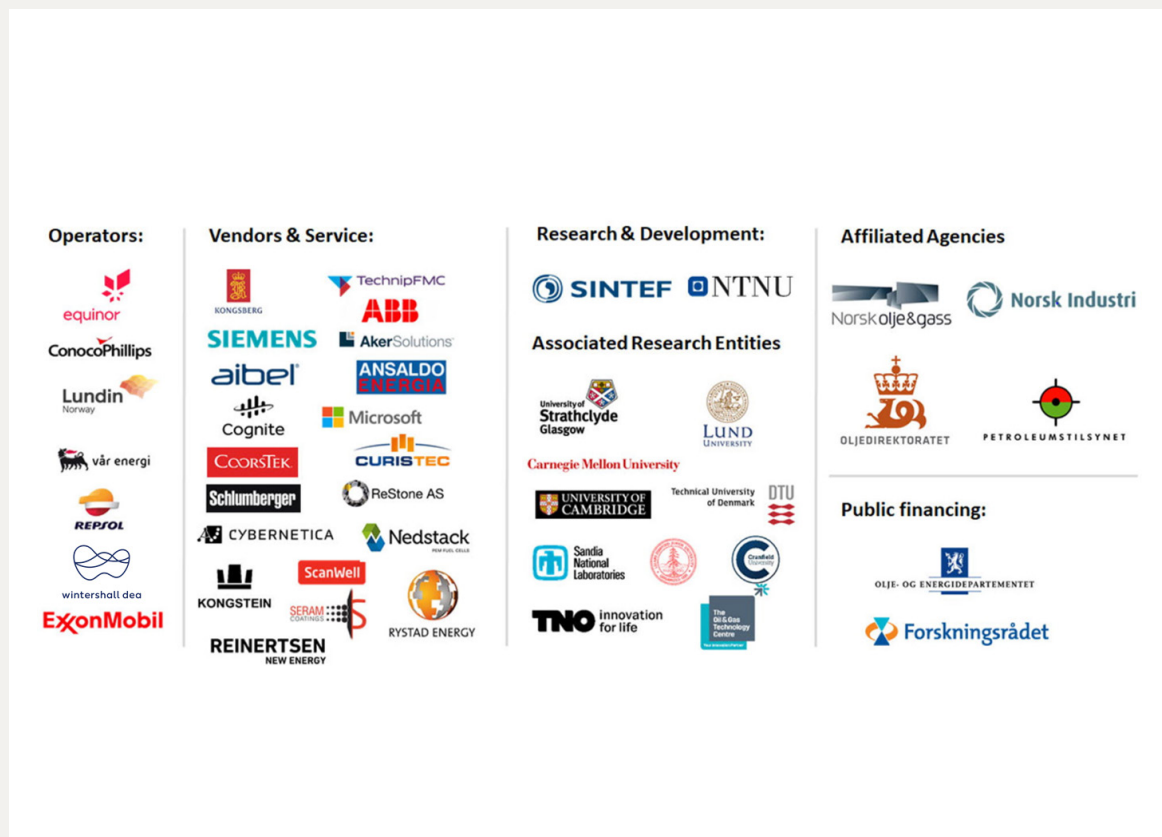 Operators:
equinor
ConocoPhillips
Lundin
Norway
vår energi
REPSOL
wintershall dea
ExxonMobil
Vendors & Service:
KONGSBERG
TechnipFMC
ABB
SIEMENS
AkerSolutions
aibel
ANSALDO
ENERGIA
Cognite
Microsoft
COORSTEK
CURISTEC
Schlumberger
ReStone AS
CYBERNETICA
Nedstack
PEM FUEL CELLS
KONGSTEIN
ScanWell
SERAM
COATINGS
RYSTAD ENERGY
REINERTSEN
NEW ENERGY
Research & Development:
SINTEF
NTNU
Associated Research Entities
University of
Strathclyde
Glasgow
LUND
UNIVERSITY
Carnegie Mellon University
UNIVERSITY OF
CAMBRIDGE
Technical University
of Denmark
DTU
Sandia
National
Laboratories
Cranfield
University
TNO innovation
for life
The
Oil & Gas
Technology
Centre
Affiliated Agencies
Norsk olje&gass
Norsk Industri
OLJEDIREKTORATET
PETROLEUMSTILSYNET
Public financing:
OLJE- OG ENERGIDEPARTEMENTET
Forskningsrådet